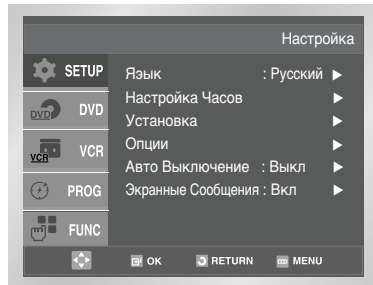 Настройка
SETUP
DVD DVD
VCR VCR
PROG
FUNC
Язык : Русский ▶
Настройка Часов ▶
Установка ▶
Опции ▶
Авто Выключение : Выкл ▶
Экранные Сообщения : Вкл ▶
OK RETURN MENU